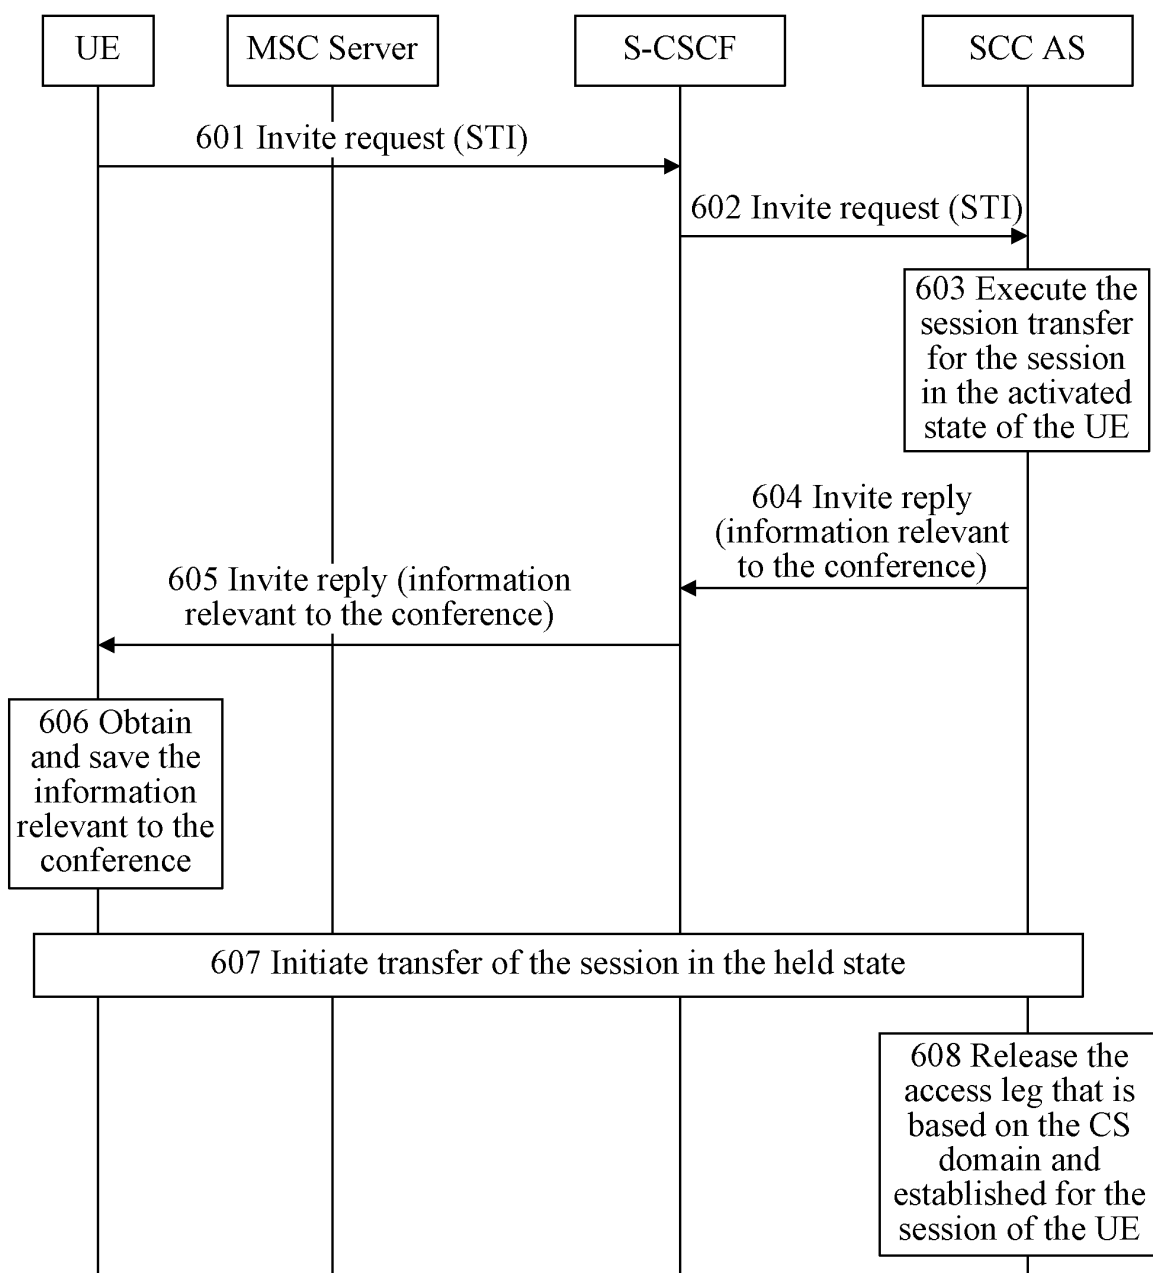 UE
MSC Server
S-CSCF
SCC AS
601 Invite request (STI)
602 Invite request (STI)
603 Execute the
session transfer
for the session
in the activated
state of the UE
604 Invite reply
(information relevant
to the conference)
605 Invite reply (information
relevant to the conference)
606 Obtain
and save the
information
relevant to the
conference
607 Initiate transfer of the session in the held state
608 Release the
access leg that is
based on the CS
domain and
established for the
session of the UE